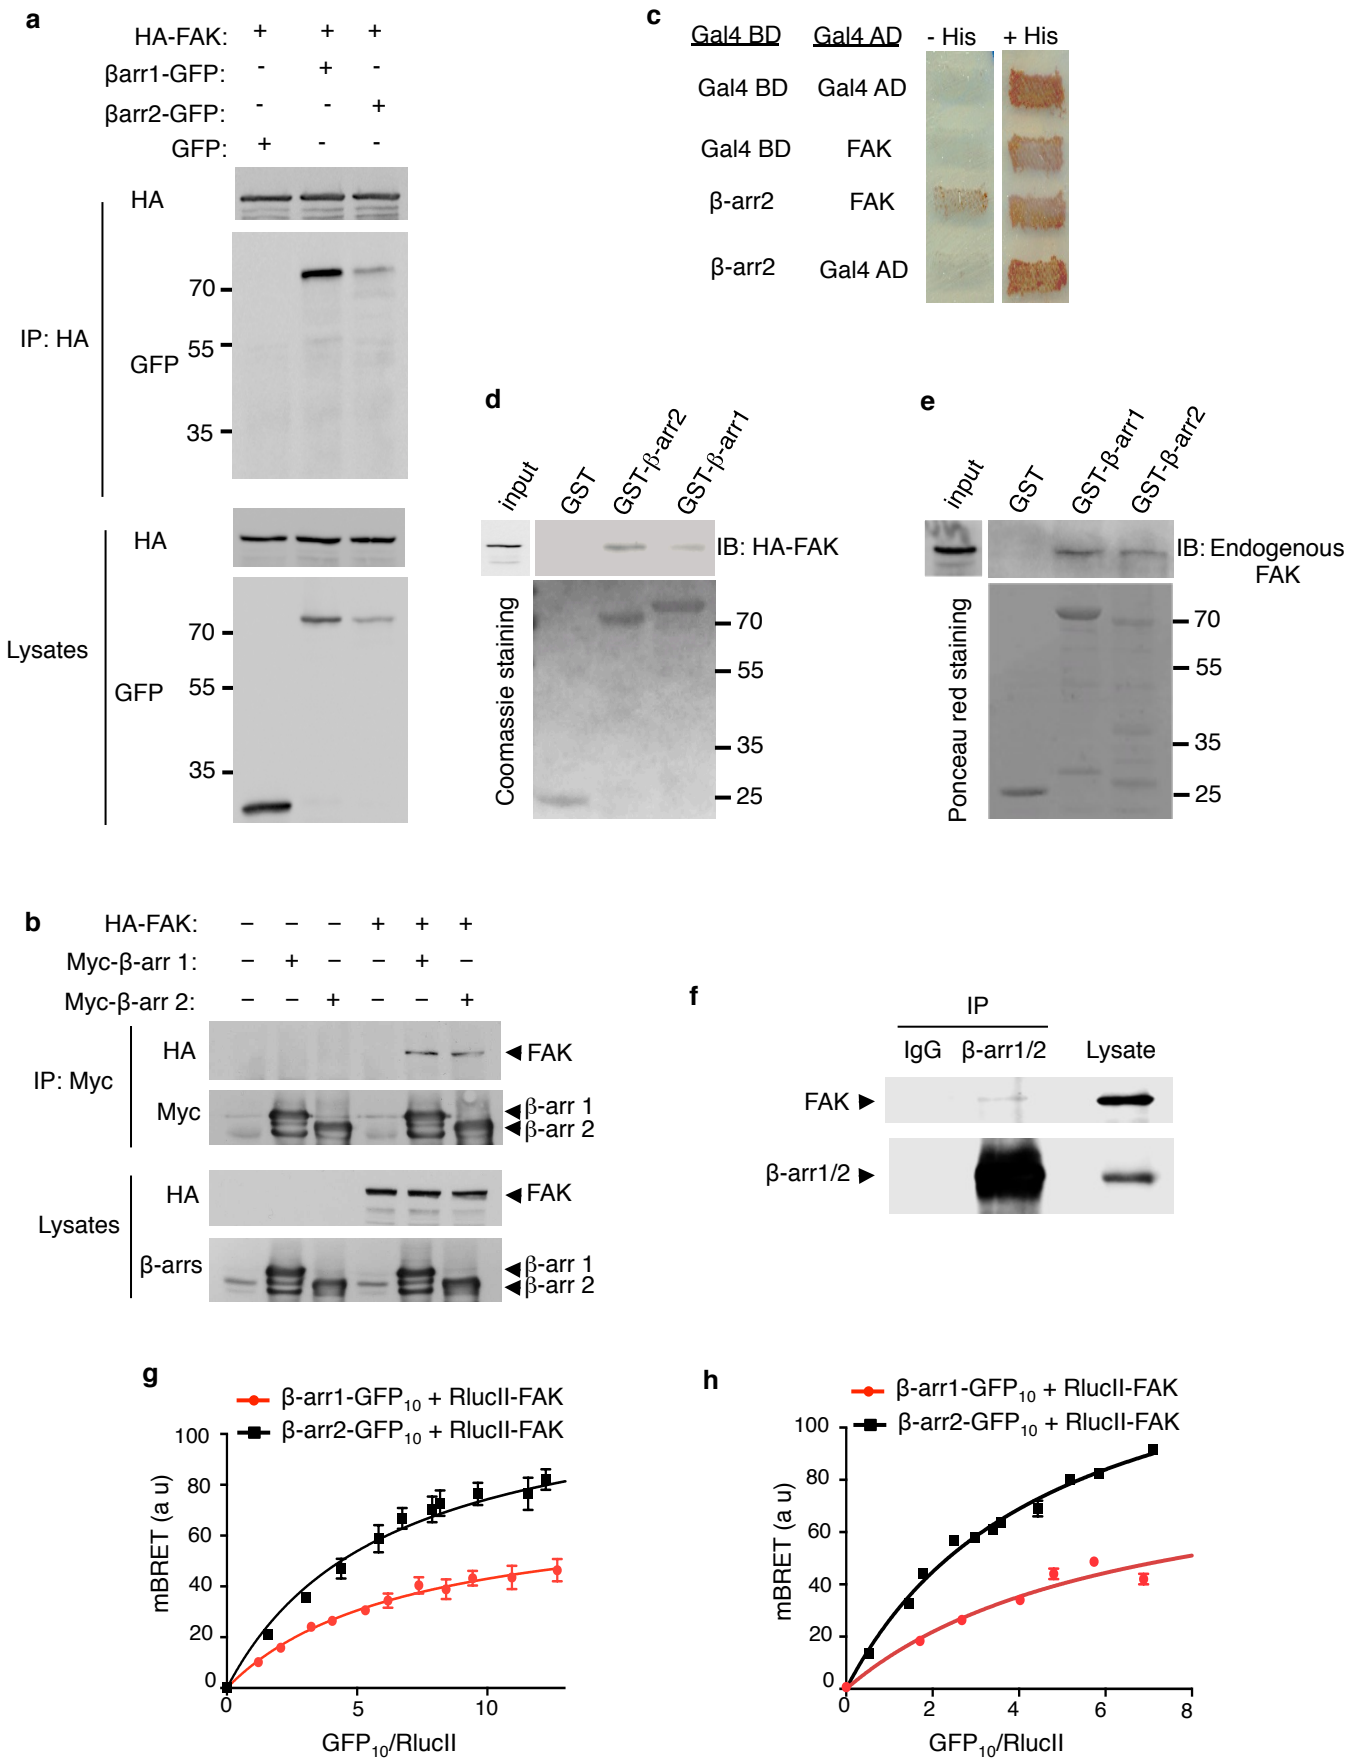 a
HA-FAK: + + +
βarr1-GFP: - + -
βarr2-GFP: - - +
GFP: + - -
HA
IP: HA
GFP
70
55
35
HA
Lysates
GFP
70
55
35
b
HA-FAK: – – – + + +
Myc-β-arr 1: – + – – + –
Myc-β-arr 2: – – + – – +
IP: Myc
HA
FAK
Myc
β-arr 1
β-arr 2
Lysates
HA
FAK
β-arrs
β-arr 1
β-arr 2
c
Gal4 BD Gal4 AD - His + His
Gal4 BD Gal4 AD
Gal4 BD FAK
β-arr2 FAK
β-arr2 Gal4 AD
d
input GST GST-β-arr2 GST-β-arr1
IB: HA-FAK
Coomassie staining
70
55
35
25
e
input GST GST-β-arr1 GST-β-arr2
IB: Endogenous
FAK
Ponceau red staining
70
55
35
25
f
IP
IgG β-arr1/2 Lysate
FAK
β-arr1/2
g
β-arr1-GFP10 + RlucII-FAK
β-arr2-GFP10 + RlucII-FAK
mBRET (a u)
100
80
60
40
20
0
0 5 10
GFP10/RlucII
h
β-arr1-GFP10 + RlucII-FAK
β-arr2-GFP10 + RlucII-FAK
mBRET (a u)
100
80
60
40
20
0
0 2 4 6 8
GFP10/RlucII